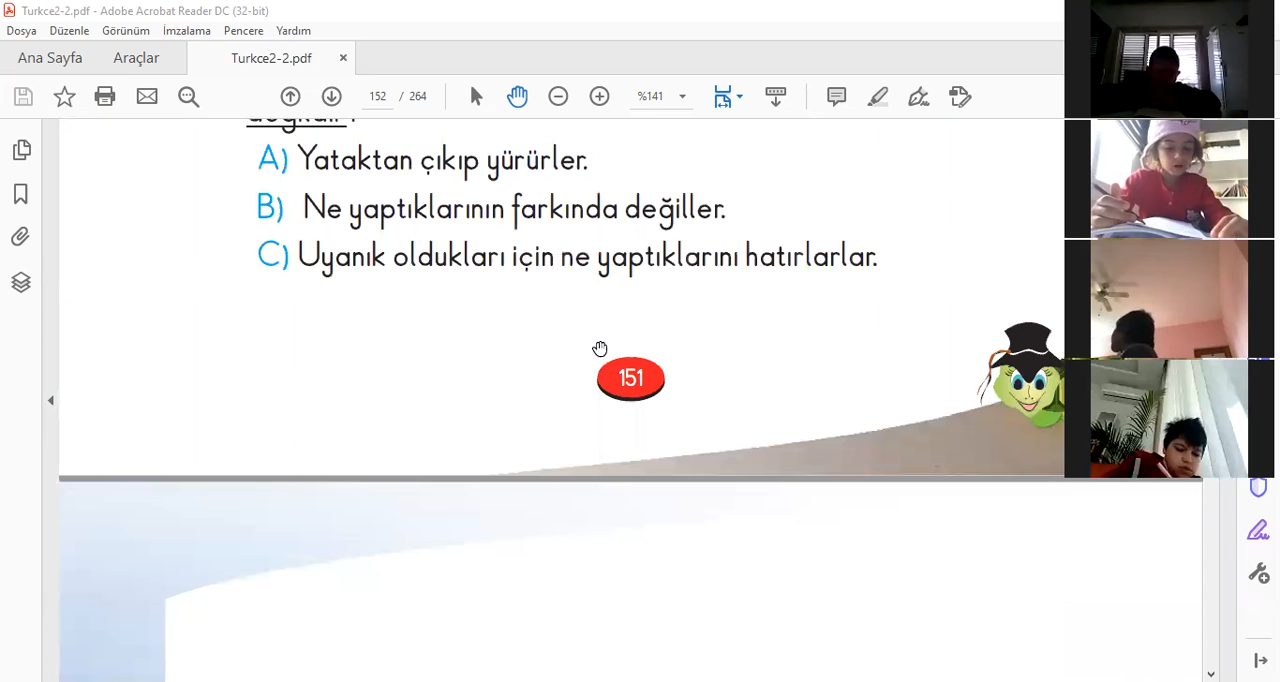 Turkce2-2.pdf - Adobe Acrobat Reader DC (32-bit)
Dosya Düzenle Görünüm İmzalama Pencere Yardım
Ana Sayfa Araçlar Turkce2-2.pdf ×
152 / 264 %141
A) Yataktan çıkıp yürürler.
B) Ne yaptıklarının farkında değiller.
C) Uyanık oldukları için ne yaptıklarını hatırlarlar.
151